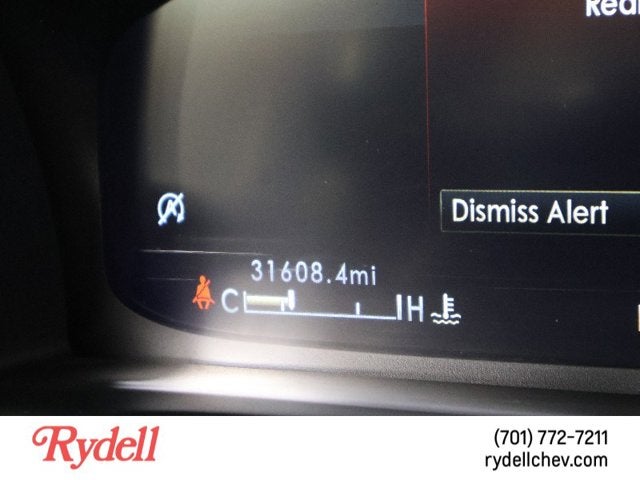 Dismiss Alert
31608.4mi
C H
Rydell
(701) 772-7211
rydellchev.com